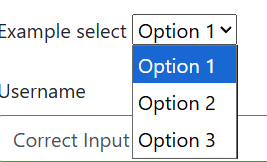 Example select Option 1
Option 1
Username
Option 2
Correct Input
Option 3